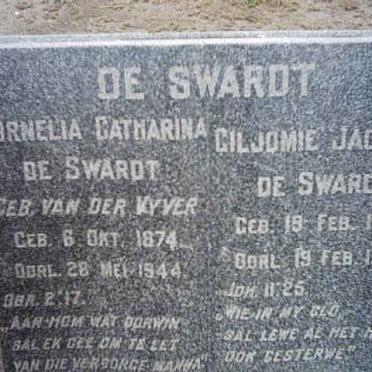 DE SWARDT
CORNELIA CATHARINA
DE SWARDT
GEB. VAN DER VYVER
GEB. 6 OKT. 1874
OORL. 28 MEI 1944
OBR. 2:17.
„AAN HOM WAT OORWIN
SAL EK GEE OM TE EET
VAN DIE VERBORGE MANNA"
GILJOMIE JA
DE SWARD
GEB. 19 FEB. 1
OORL. 19 FEB. 1
JOH. 11:25.
„WIE IN MY GLO,
SAL LEWE AL HET H
OOK GESTERWE"